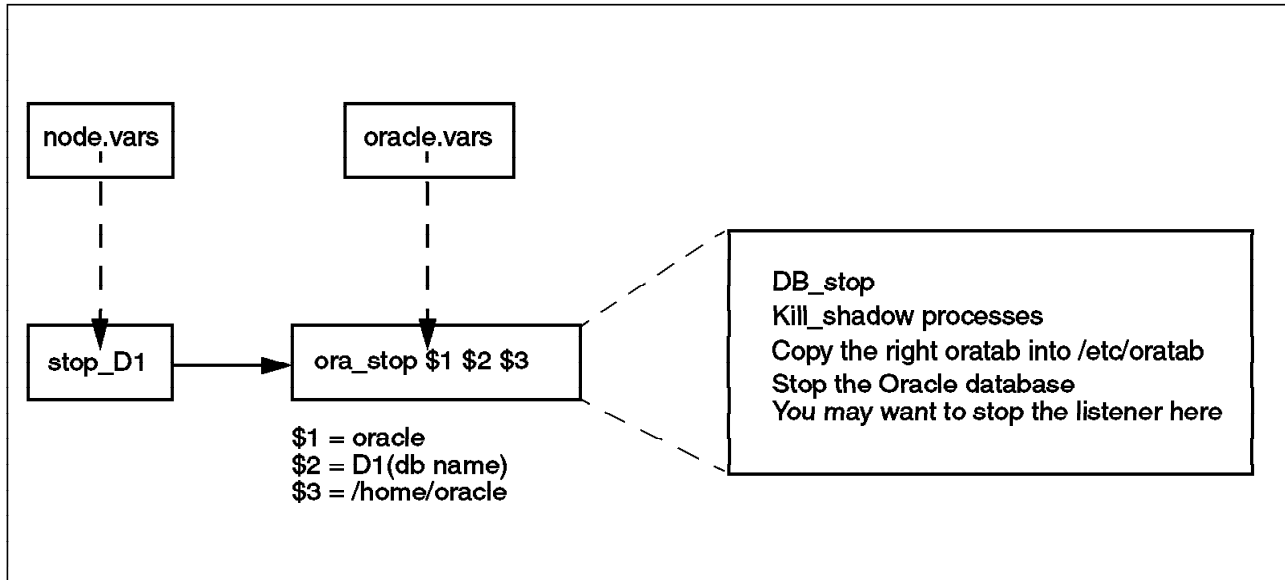 node.vars
oracle.vars
stop_D1
ora_stop $1 $2 $3
$1 = oracle
$2 = D1(db name)
$3 = /home/oracle
DB_stop
Kill_shadow processes
Copy the right oratab into /etc/oratab
Stop the Oracle database
You may want to stop the listener here